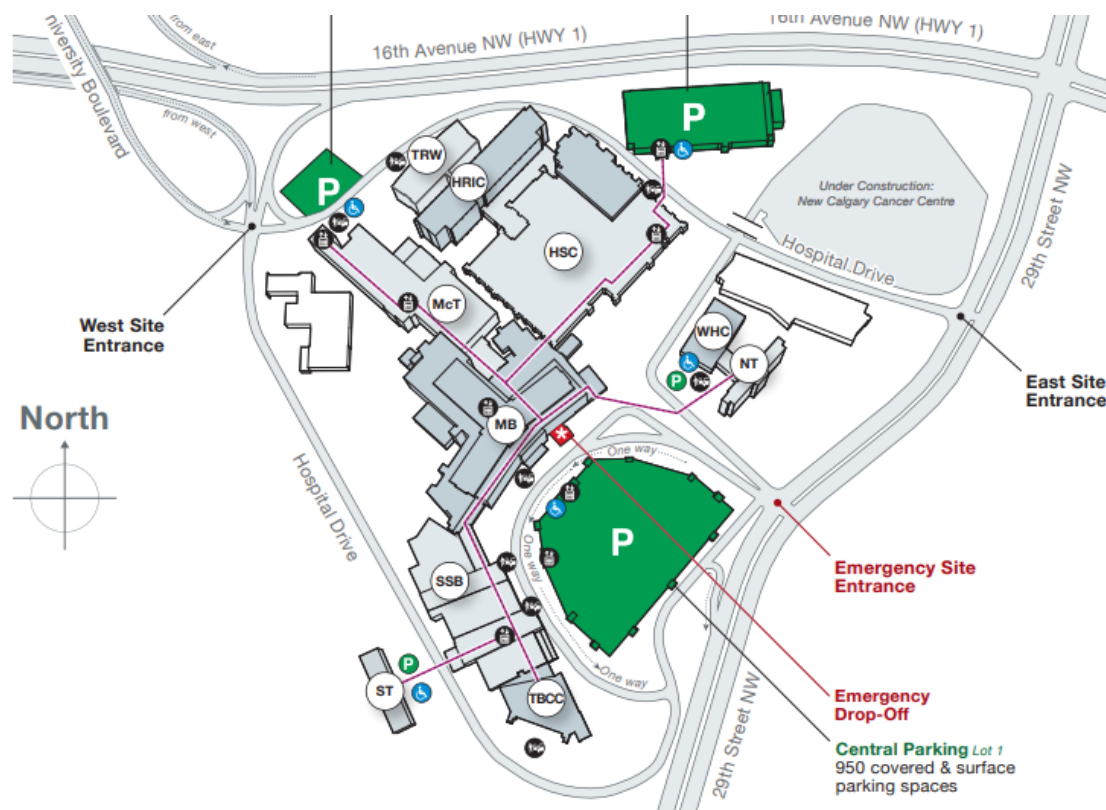 16th Avenue NW (HWY 1)
16th Avenue NW (HWY 1)
from east
University Boulevard
from west
P
P
TRW
HRIC
HSC
McT
Under Construction:
New Calgary Cancer Centre
29th Street NW
Hospital Drive
West Site
Entrance
WHC
NT
P
East Site
Entrance
North
MB
*
One way
Hospital Drive
P
One way
Emergency Site
Entrance
SSB
P
ST
TBCC
One way
Emergency
Drop-Off
29th Street NW
Central Parking Lot 1
950 covered & surface
parking spaces